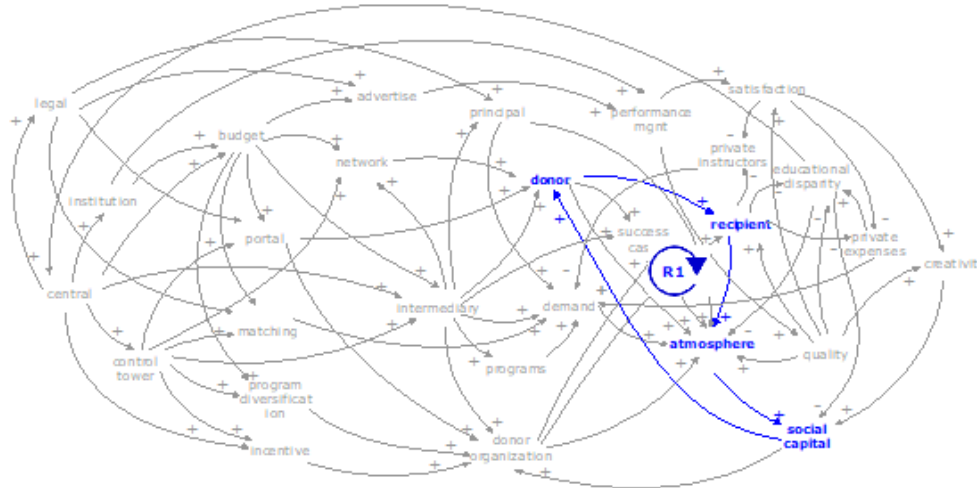 legal
advertise
principal
performance
mgnt
satisfaction
budget
network
private
instructors
educational
disparity
institution
donor
recipient
portal
success
cas
private
expenses
creativit
R1
central
intermediary
demand
matching
atmosphere
control
tower
programs
quality
program
diversificat
ion
incentive
donor
organization
social
capital